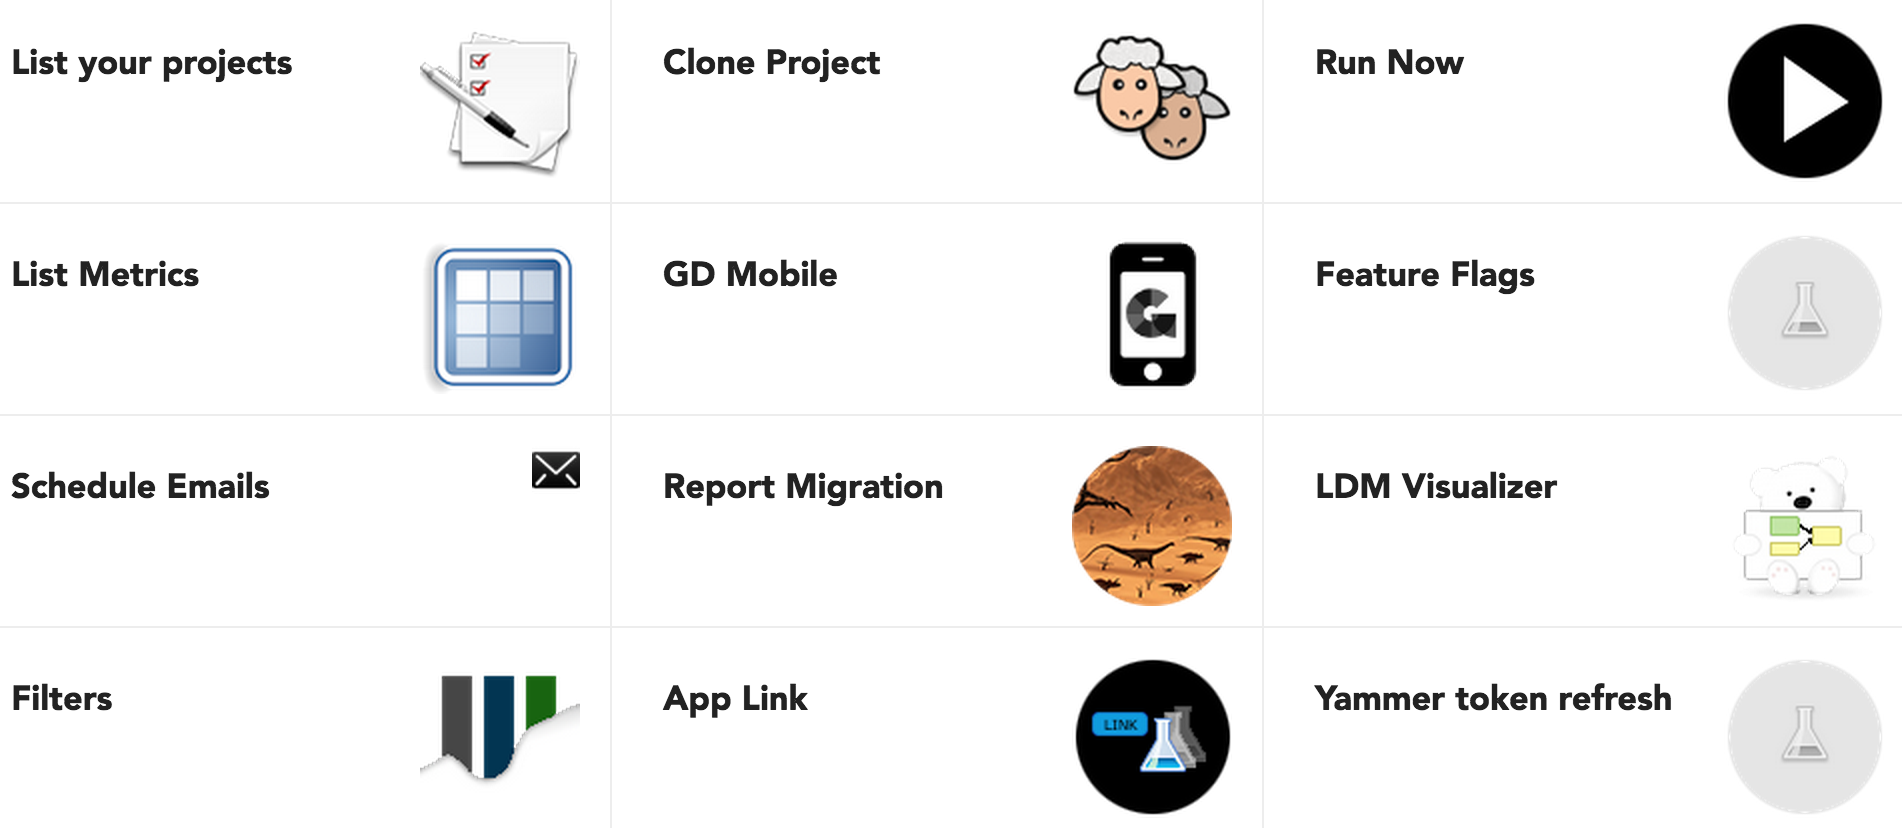 List your projects
Clone Project
Run Now
List Metrics
GD Mobile
Feature Flags
Schedule Emails
Report Migration
LDM Visualizer
Filters
App Link
LINK
Yammer token refresh